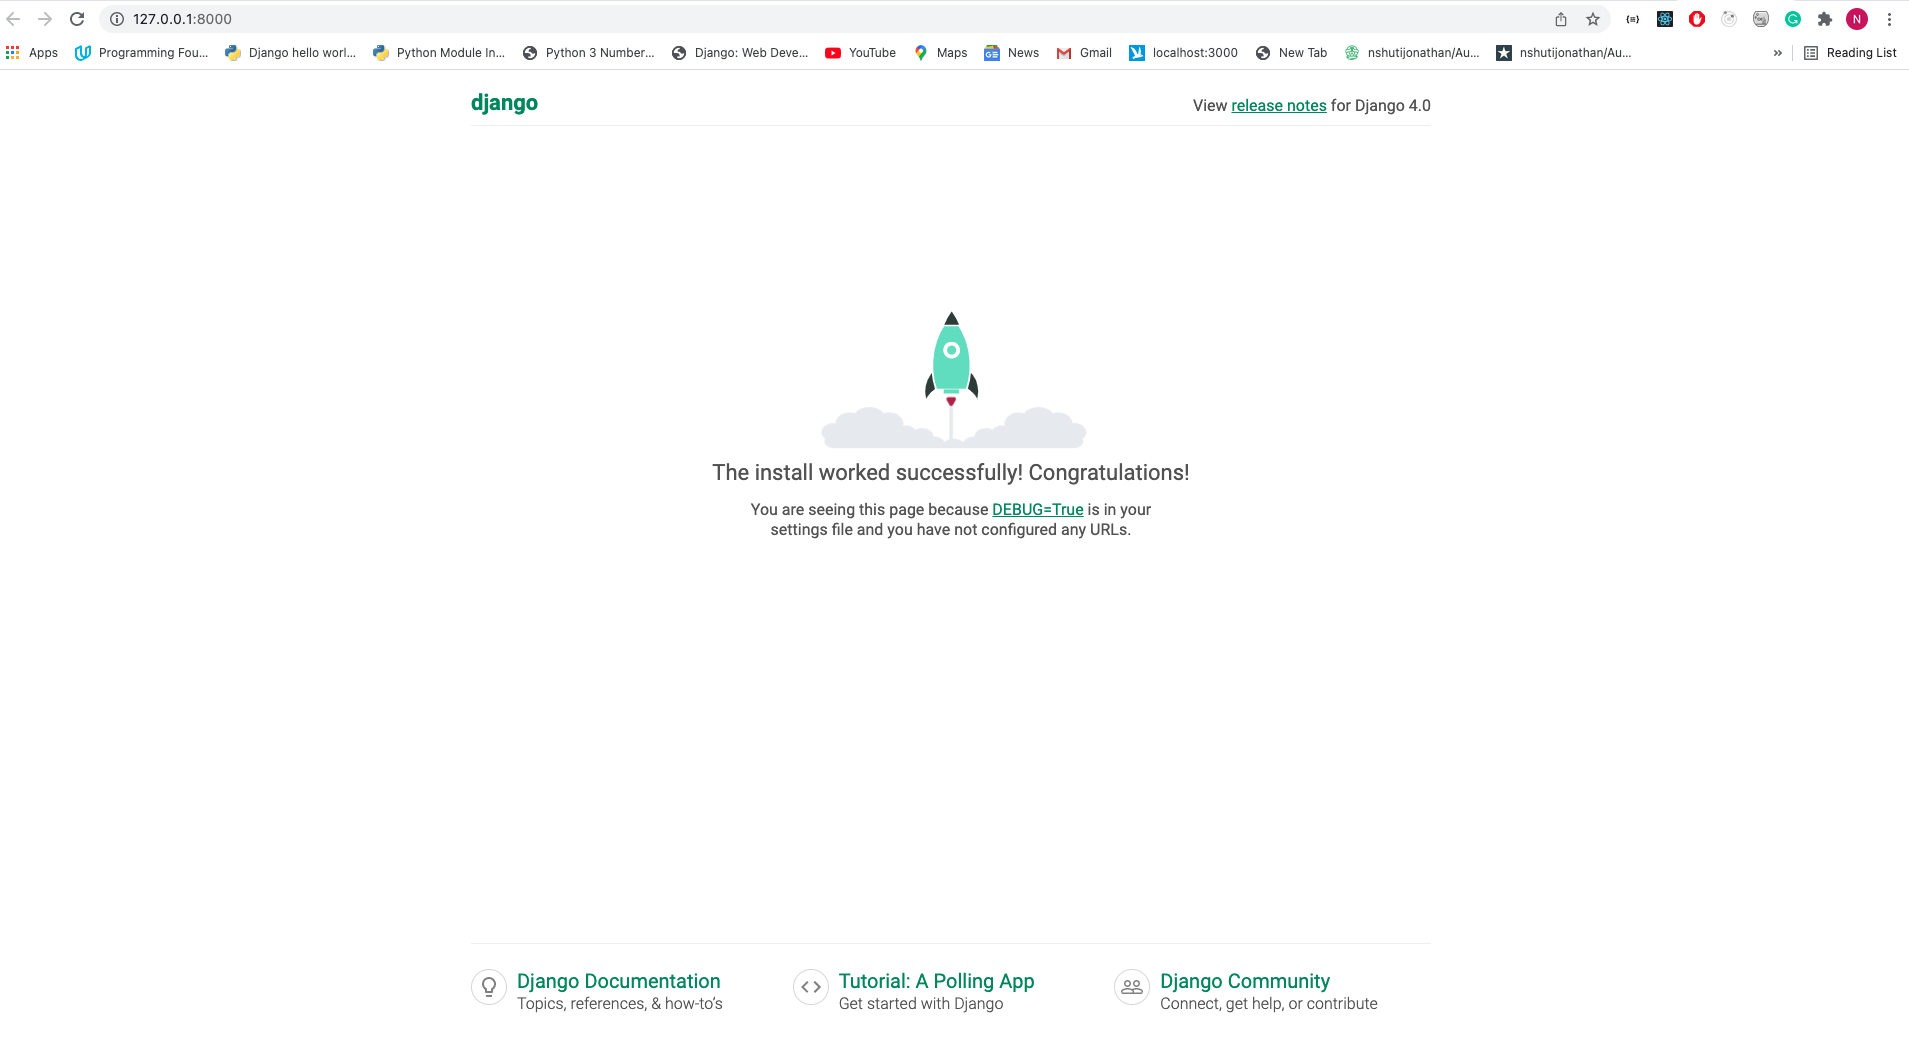 127.0.0.1:8000
N
Apps
Programming Fou...
Django hello worl...
Python Module In...
Python 3 Number...
Django: Web Deve...
YouTube
Maps
News
Gmail
localhost:3000
New Tab
nshutijonathan/Au...
nshutijonathan/Au...
»
Reading List
django
View release notes for Django 4.0
The install worked successfully! Congratulations!
You are seeing this page because DEBUG=True is in your
settings file and you have not configured any URLs.
Django Documentation
Topics, references, & how-to’s
Tutorial: A Polling App
Get started with Django
Django Community
Connect, get help, or contribute